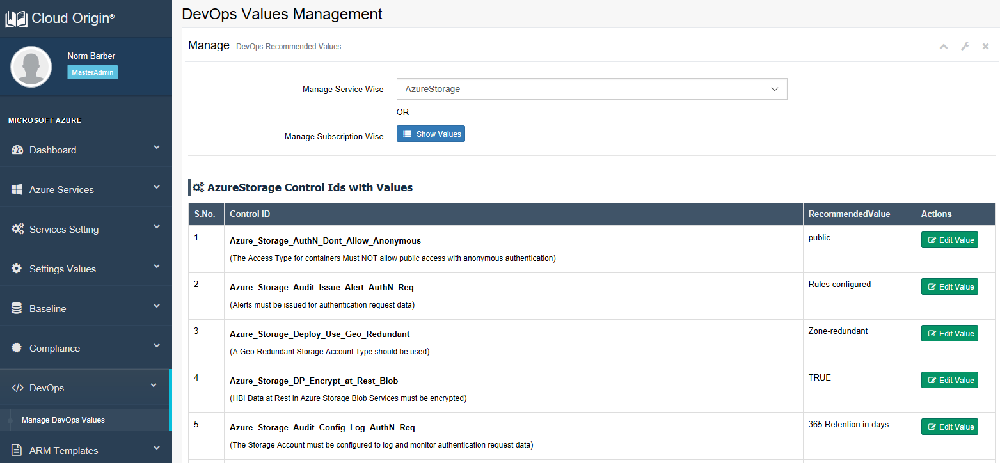 Cloud Origin®
Norm Barber
MasterAdmin
MICROSOFT AZURE
Dashboard
Azure Services
Services Setting
Settings Values
Baseline
Compliance
DevOps
Manage DevOps Values
ARM Templates
DevOps Values Management
Manage DevOps Recommended Values
Manage Service Wise AzureStorage
OR
Manage Subscription Wise Show Values
AzureStorage Control Ids with Values
S.No. Control ID RecommendedValue Actions
1 Azure_Storage_AuthN_Dont_Allow_Anonymous public Edit Value
(The Access Type for containers Must NOT allow public access with anonymous authentication)
2 Azure_Storage_Audit_Issue_Alert_AuthN_Req Rules configured Edit Value
(Alerts must be issued for authentication request data)
3 Azure_Storage_Deploy_Use_Geo_Redundant Zone-redundant Edit Value
(A Geo-Redundant Storage Account Type should be used)
4 Azure_Storage_DP_Encrypt_at_Rest_Blob TRUE Edit Value
(HBI Data at Rest in Azure Storage Blob Services must be encrypted)
5 Azure_Storage_Audit_Config_Log_AuthN_Req 365 Retention in days. Edit Value
(The Storage Account must be configured to log and monitor authentication request data)